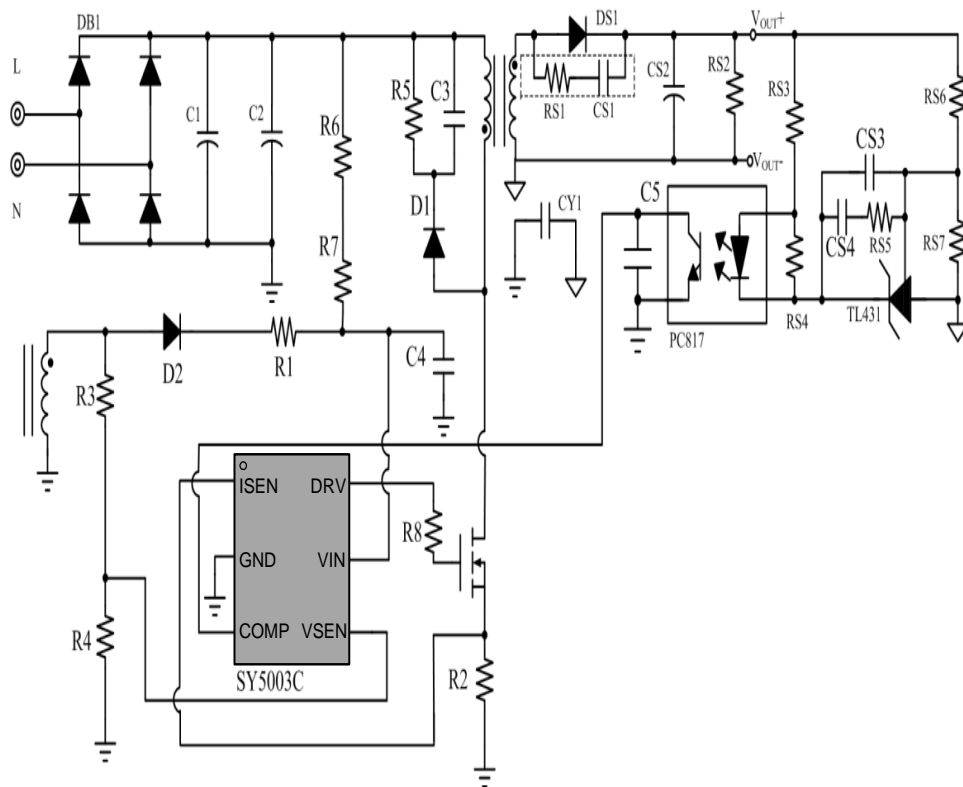 DB1
DS1
V_OUT+
L
C1
C2
R6
R5
C3
RS1
CS1
CS2
RS2
RS3
RS6
N
D1
V_OUT-
CS3
R7
CY1
C5
CS4
RS5
RS7
D2
R1
C4
PC817
RS4
TL431
R3
ISEN
DRV
R8
GND
VIN
R4
COMP
VSEN
R2
SY5003C